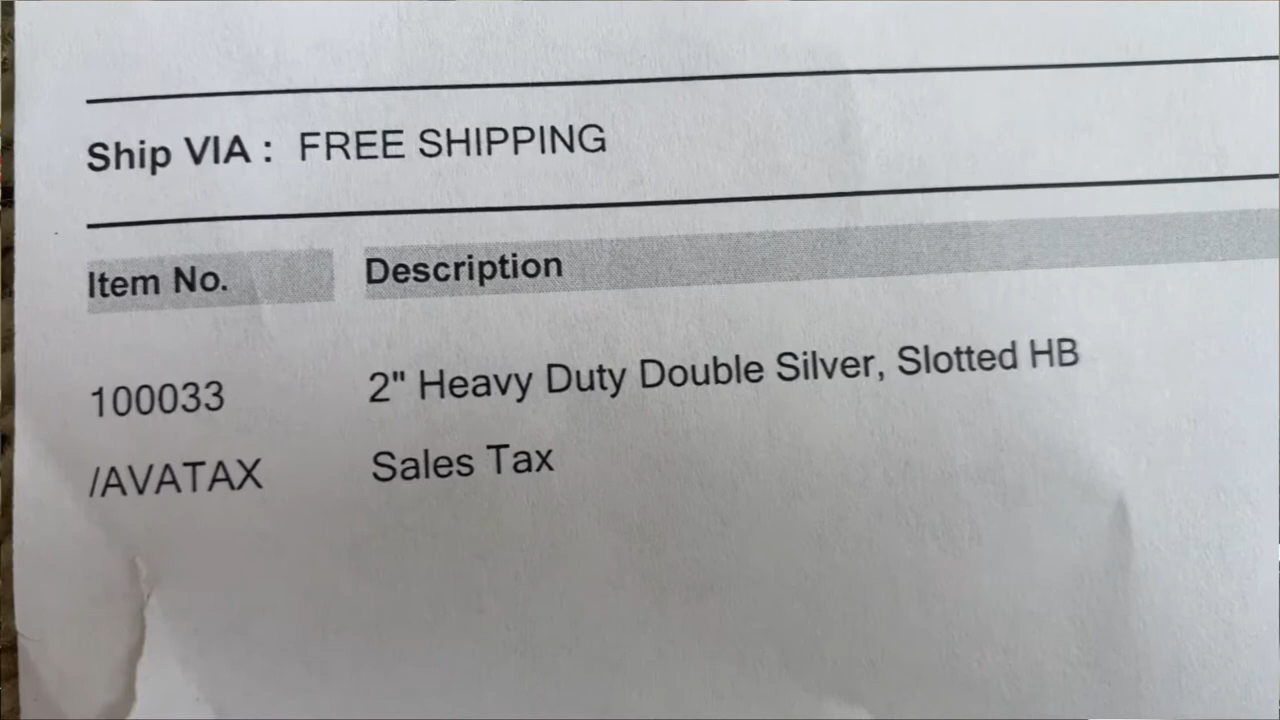 Ship VIA : FREE SHIPPING
Item No. Description
100033 2" Heavy Duty Double Silver, Slotted HB
/AVATAX Sales Tax